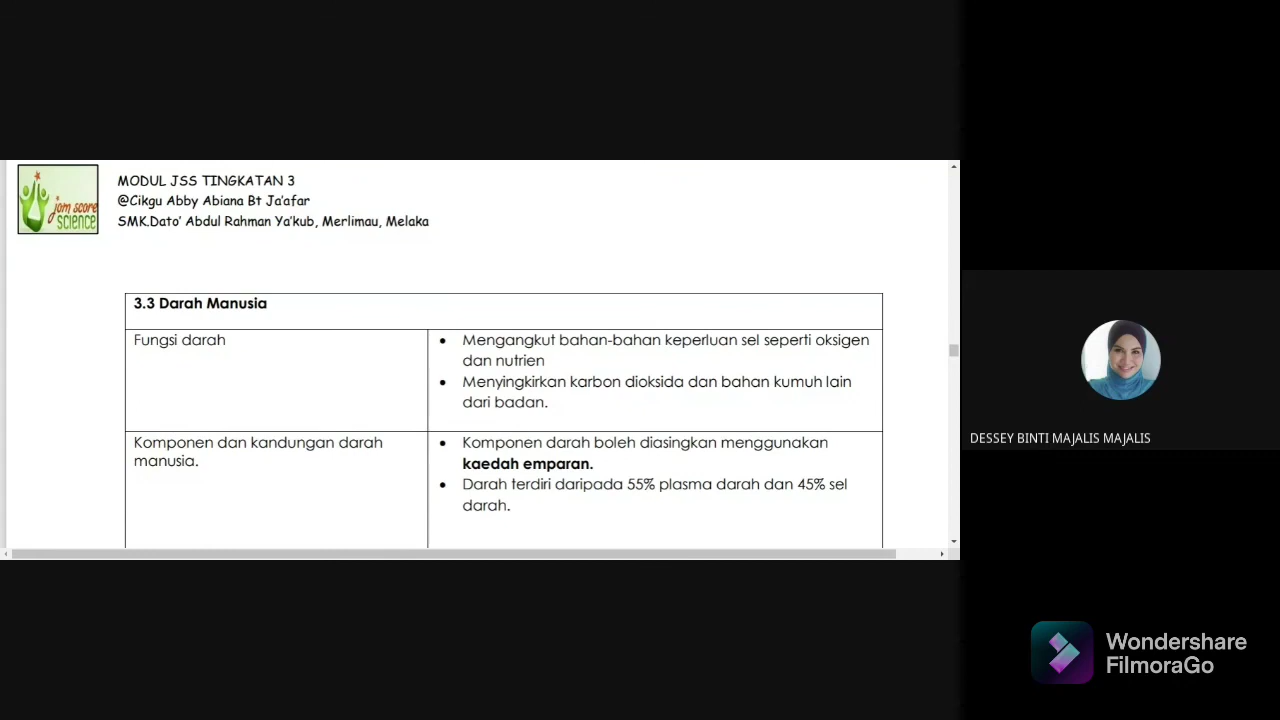 jom score
SCIENCE
MODUL JSS TINGKATAN 3
@Cikgu Abby Abiana Bt Ja'afar
SMK.Dato' Abdul Rahman Ya'kub, Merlimau, Melaka
3.3 Darah Manusia
Fungsi darah
• Mengangkut bahan-bahan keperluan sel seperti oksigen
dan nutrien
• Menyingkirkan karbon dioksida dan bahan kumuh lain
dari badan.
Komponen dan kandungan darah
manusia.
• Komponen darah boleh diasingkan menggunakan
kaedah emparan.
• Darah terdiri daripada 55% plasma darah dan 45% sel
darah.
DESSEY BINTI MAJALIS MAJALIS
Wondershare
FilmoraGo